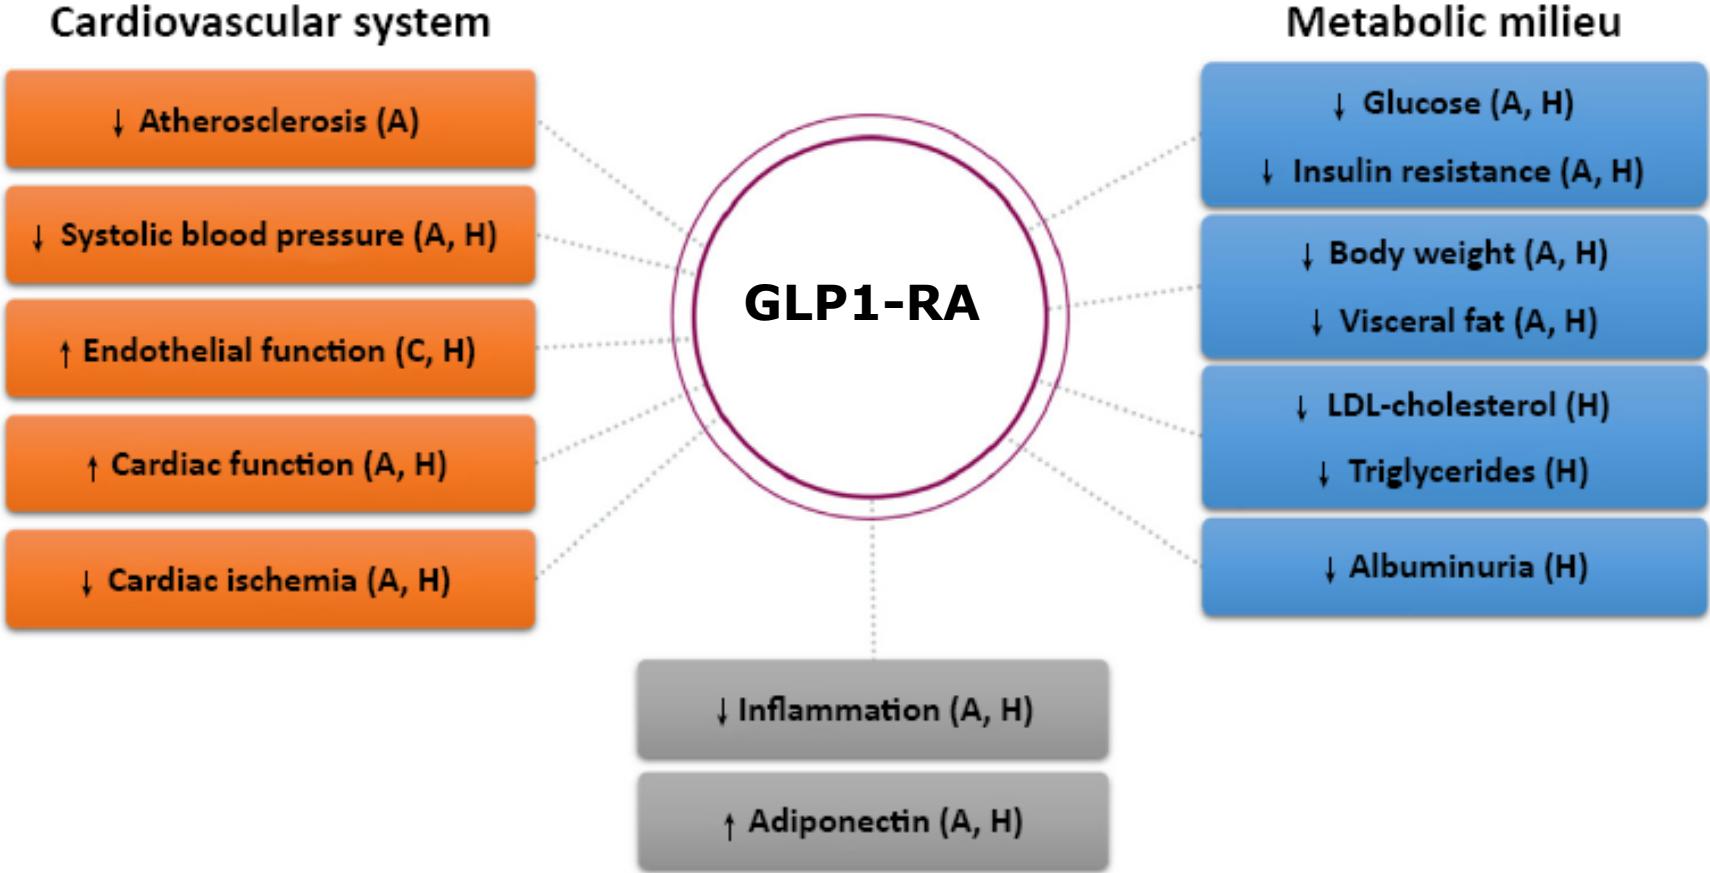 Cardiovascular system
↓ Atherosclerosis (A)
↓ Systolic blood pressure (A, H)
↑ Endothelial function (C, H)
↑ Cardiac function (A, H)
↓ Cardiac ischemia (A, H)
GLP1-RA
Metabolic milieu
↓ Glucose (A, H)
↓ Insulin resistance (A, H)
↓ Body weight (A, H)
↓ Visceral fat (A, H)
↓ LDL-cholesterol (H)
↓ Triglycerides (H)
↓ Albuminuria (H)
↓ Inflammation (A, H)
↑ Adiponectin (A, H)